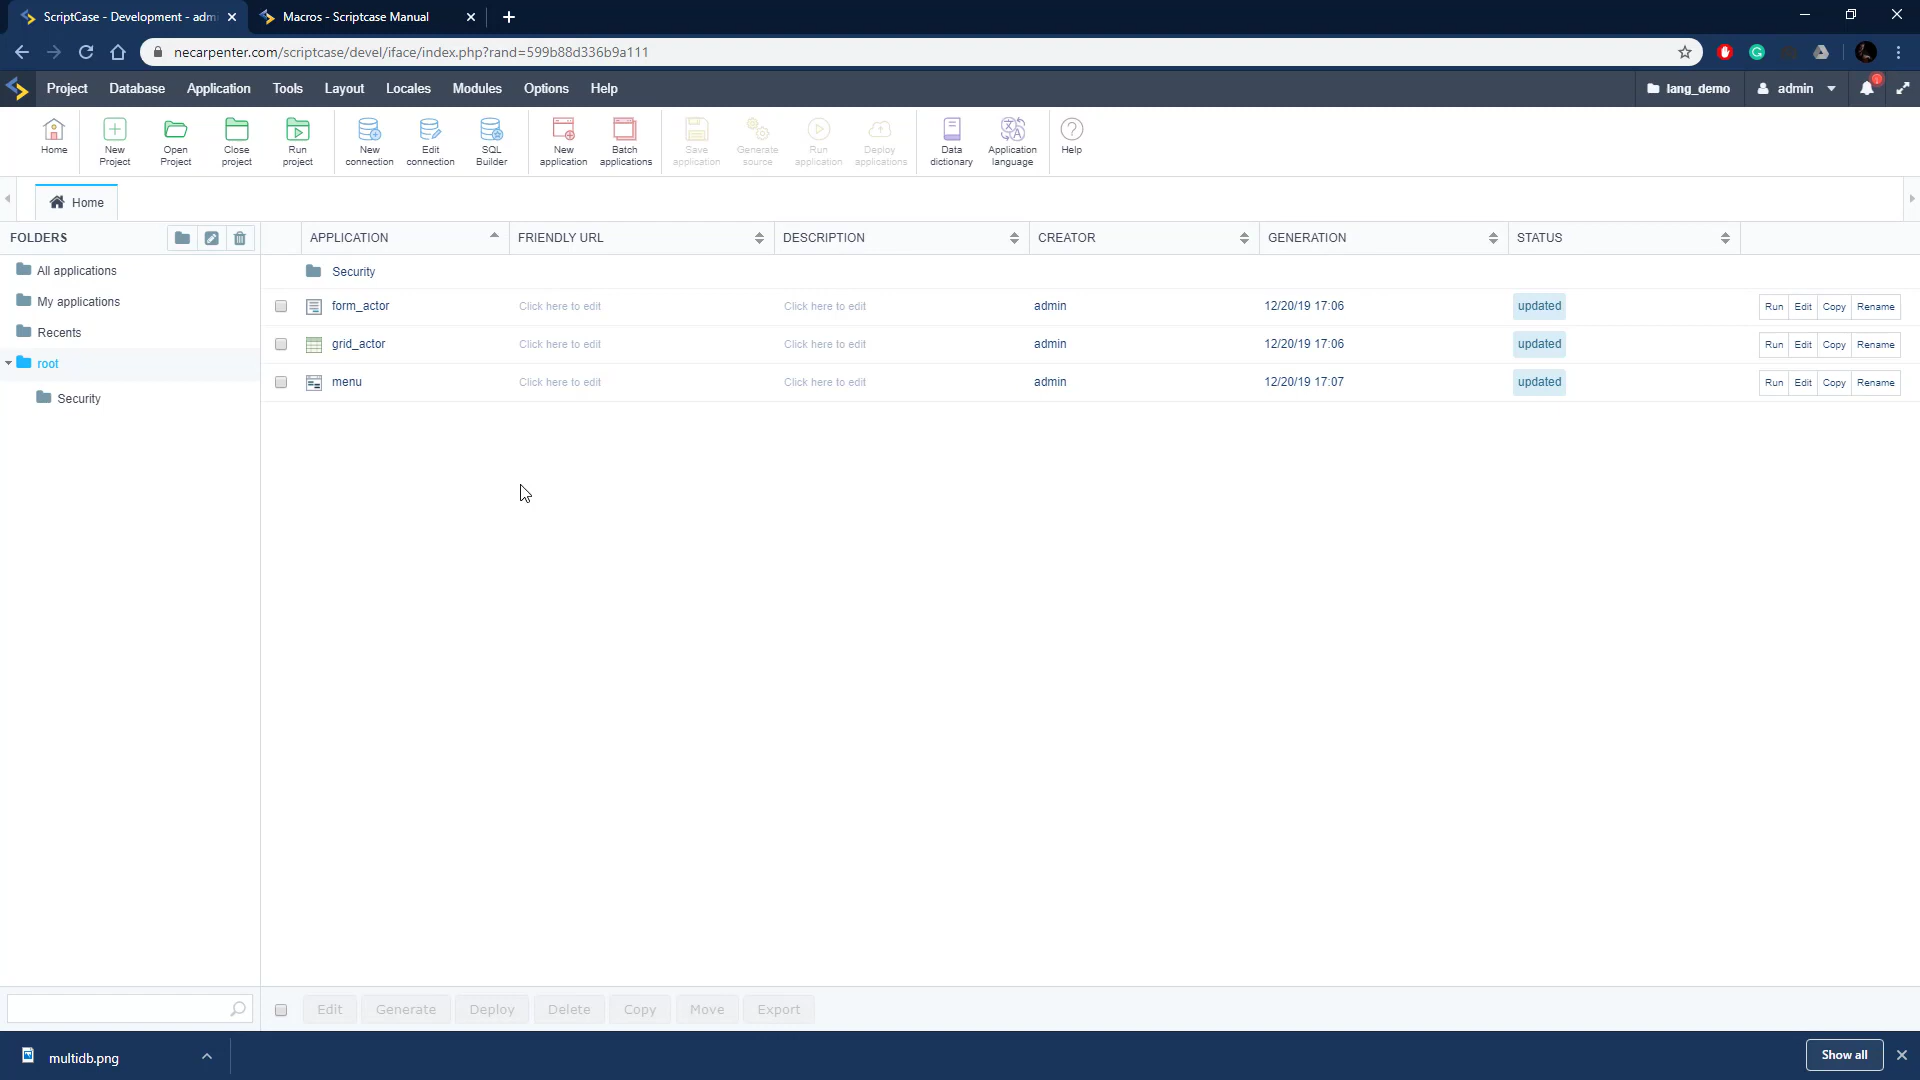 ScriptCase - Development - adm
Macros - Scriptcase Manual
necarpenter.com/scriptcase/devel/iface/index.php?rand=599b88d336b9a111
Project Database Application Tools Layout Locales Modules Options Help
lang_demo admin
Home
New Project
Open Project
Close project
Run project
New connection
Edit connection
SQL Builder
New application
Batch applications
Save application
Generate source
Run application
Deploy applications
Data dictionary
Application language
Help
Home
FOLDERS
All applications
My applications
Recents
root
Security
APPLICATION FRIENDLY URL DESCRIPTION CREATOR GENERATION STATUS
Security
form_actor Click here to edit Click here to edit admin 12/20/19 17:06 updated Run Edit Copy Rename
grid_actor Click here to edit Click here to edit admin 12/20/19 17:06 updated Run Edit Copy Rename
menu Click here to edit Click here to edit admin 12/20/19 17:07 updated Run Edit Copy Rename
Edit Generate Deploy Delete Copy Move Export
multidb.png
Show all